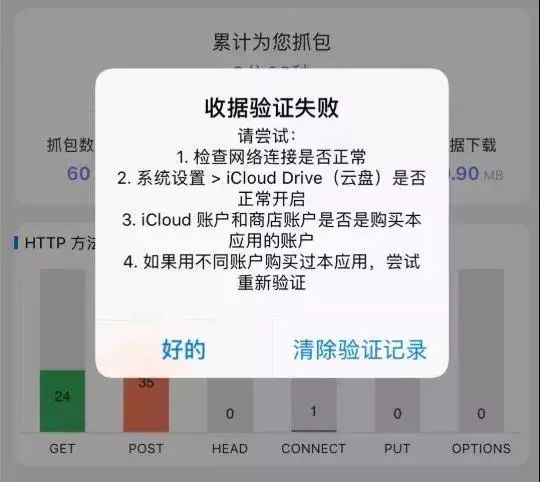 累计为您抓包
收据验证失败
请尝试：
1. 检查网络连接是否正常
2. 系统设置 > iCloud Drive（云盘）是否
正常开启
3. iCloud 账户和商店账户是否是购买本
应用的账户
4. 如果用不同账户购买过本应用，尝试
重新验证
好的 清除验证记录
抓包数 据下载
60 .90 MB
HTTP 方法
24 35 0 1 0 0
GET POST HEAD CONNECT PUT OPTIONS